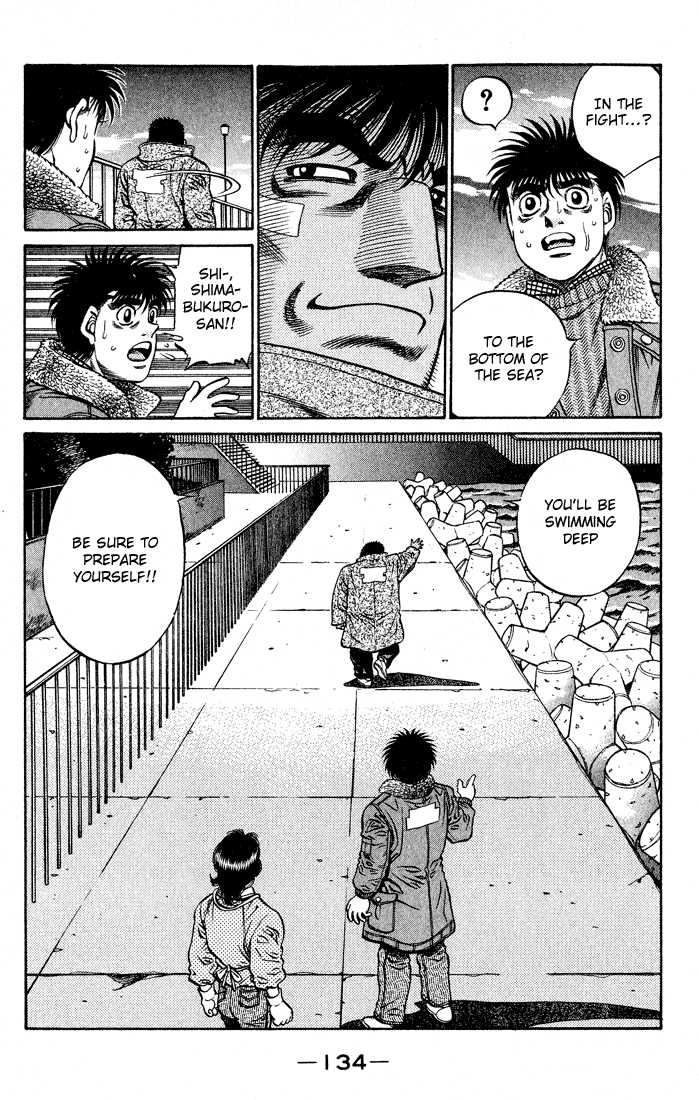 IN THE
FIGHT...?
?
TO THE
BOTTOM OF
THE SEA?
SHI-,
SHIMA-
BUKURO-
SAN!!
YOU'LL BE
SWIMMING
DEEP
BE SURE TO
PREPARE
YOURSELF!!
—134—